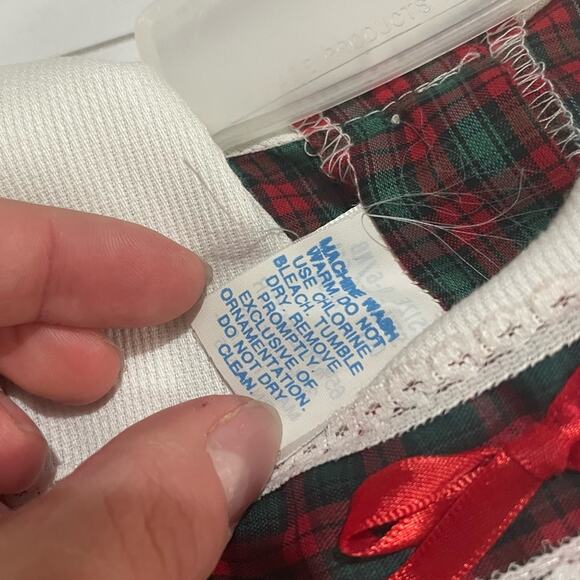 PRODUCTS
MACHINE WASH
WARM. DO NOT
USE CHLORINE
BLEACH. TUMBLE
DRY. REMOVE
PROMPTLY.
EXCLUSIVE OF
ORNAMENTATION.
DO NOT DRY
CLEAN.